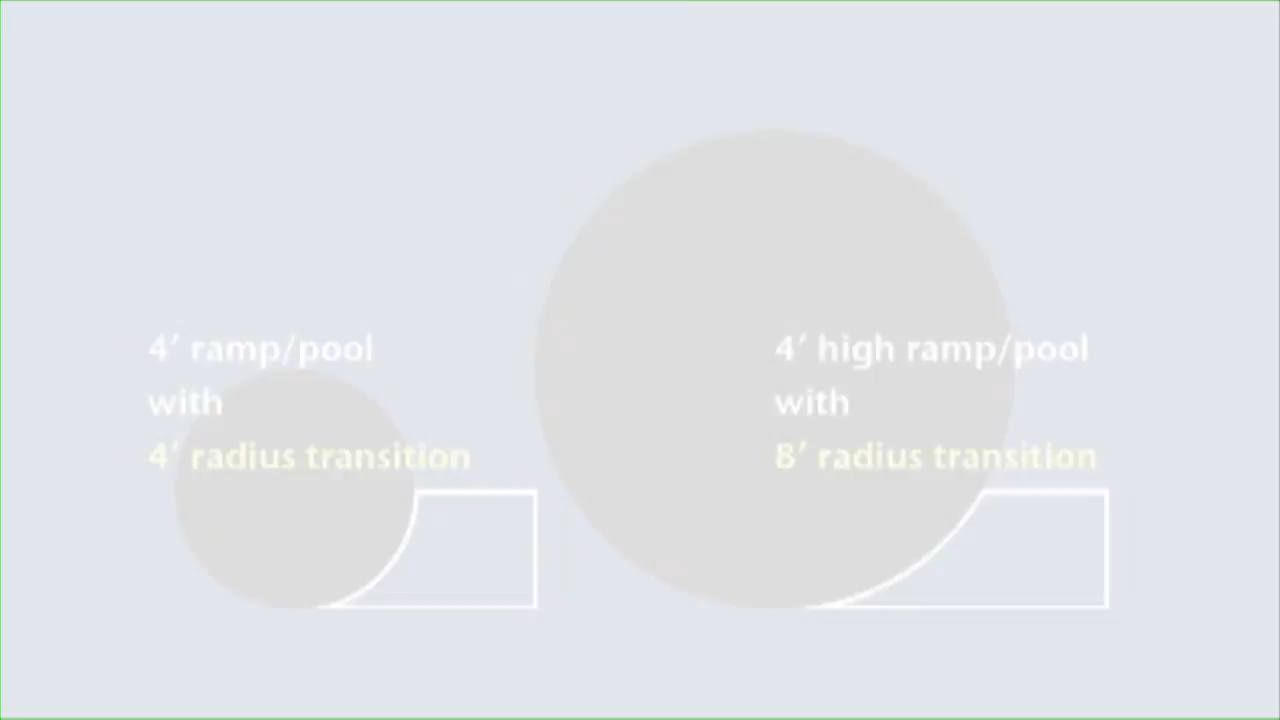 4’ ramp/pool
with
4’ radius transition
4’ high ramp/pool
with
8’ radius transition